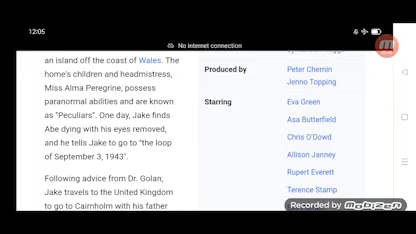 12:05
No internet connection
an island off the coast of Wales. The
home's children and headmistress,
Miss Alma Peregrine, possess
paranormal abilities and are known
as "Peculiars". One day, Jake finds
Abe dying with his eyes removed,
and he tells Jake to go to "the loop
of September 3, 1943".
Following advice from Dr. Golan,
Jake travels to the United Kingdom
to go to Cairnholm with his father
Produced by
Peter Chernin
Jenno Topping
Starring
Eva Green
Asa Butterfield
Chris O'Dowd
Allison Janney
Rupert Everett
Terence Stamp
Recorded by Mobizen